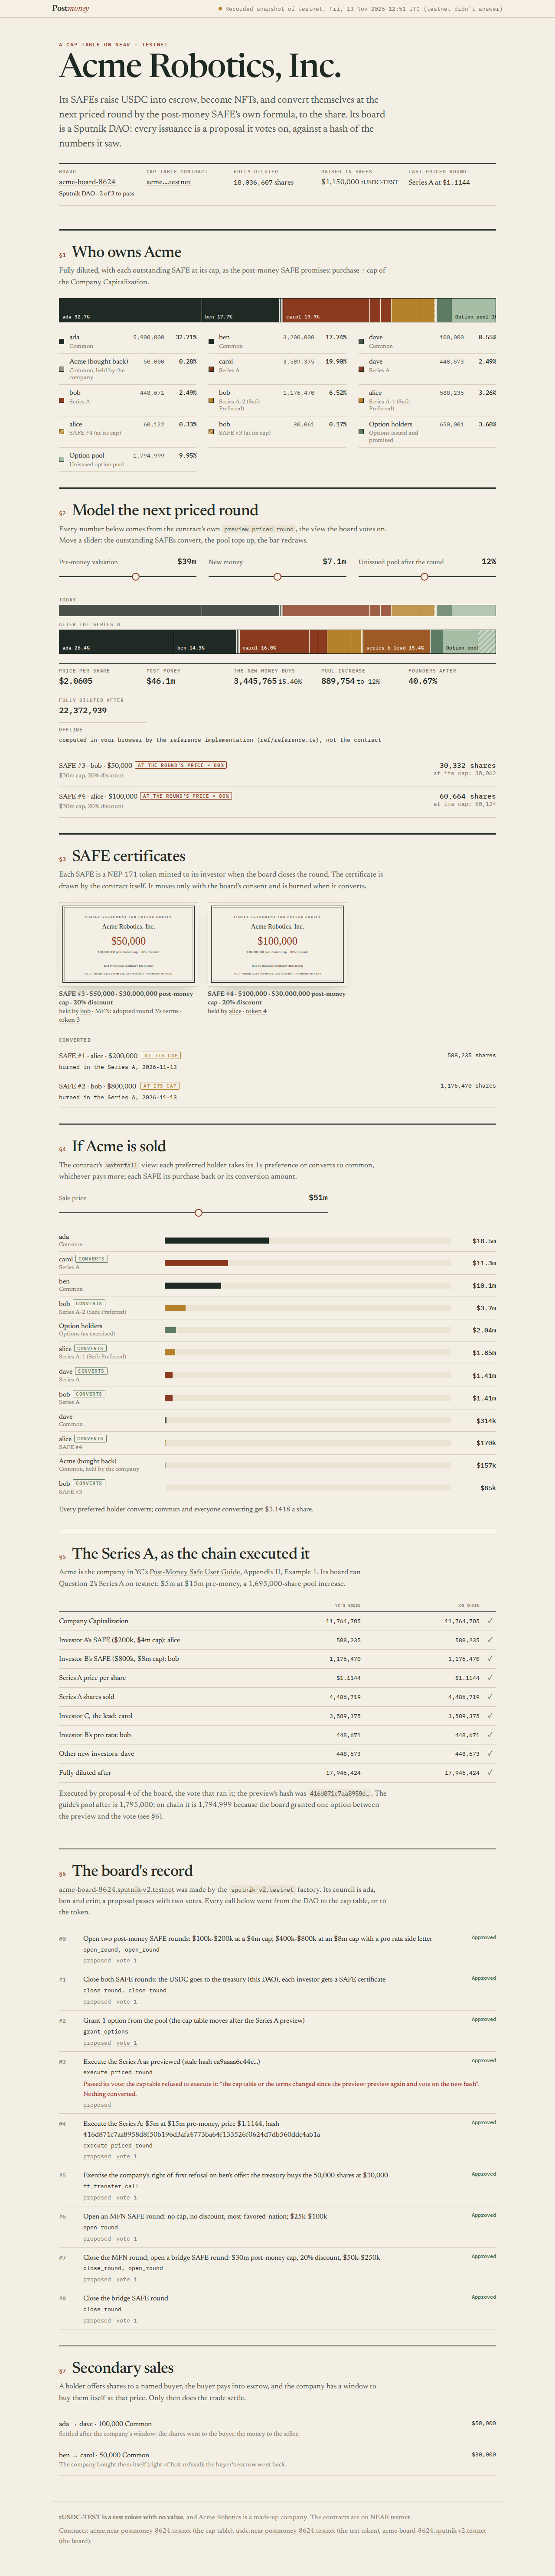 Postmoney
Recorded snapshot of testnet, Fri, 13 Nov 2026 12:51 UTC (testnet didn't answer)
A CAP TABLE ON NEAR · TESTNET
Acme Robotics, Inc.
Its SAFEs raise USDC into escrow, become NFTs, and convert themselves at the
next priced round by the post-money SAFE's own formula, to the share. Its board
is a Sputnik DAO: every issuance is a proposal it votes on, against a hash of the
numbers it saw.
BOARD
acme-board-8624
Sputnik DAO · 2 of 3 to pass
CAP TABLE CONTRACT
acme.…testnet
FULLY DILUTED
18,036,607 shares
RAISED IN SAFES
$1,150,000 tUSDC-TEST
LAST PRICED ROUND
Series A at $1.1144
§1 Who owns Acme
Fully diluted, with each outstanding SAFE at its cap, as the post-money SAFE promises: purchase ÷ cap of
the Company Capitalization.
ada 32.7%
ben 17.7%
carol 19.9%
ada 5,900,000 32.71%
Common
ben 3,200,000 17.74%
Common
dave 100,000 0.55%
Common
Acme (bought back) 50,000 0.28%
Common, held by the
company
carol 3,589,375 19.90%
Series A
dave 448,673 2.49%
Series A
bob 448,671 2.49%
Series A
bob 1,176,470 6.52%
Series A-2 (Safe
Preferred)
alice 588,235 3.26%
Series A-1 (Safe
Preferred)
alice 60,122 0.33%
SAFE #4 (at its cap)
bob 30,061 0.17%
SAFE #3 (at its cap)
Option holders 650,001 3.60%
Options issued and
promised
Option pool 1,794,999 9.95%
Unissued option pool
§2 Model the next priced round
Every number below comes from the contract's own preview_priced_round, the view the board votes on.
Move a slider: the outstanding SAFEs convert, the pool tops up, the bar redraws.
Pre-money valuation $39m
New money $7.1m
Unissued pool after the round 12%
TODAY
AFTER THE SERIES B
ada 26.4%
ben 14.3%
carol 16.0%
series-b-lead 15.4%
Option poo
PRICE PER SHARE
$2.0605
POST-MONEY
$46.1m
THE NEW MONEY BUYS
3,445,765 15.40%
POOL INCREASE
889,754 to 12%
FOUNDERS AFTER
40.67%
FULLY DILUTED AFTER
22,372,939
OFFLINE
computed in your browser by the reference implementation (ref/reference.ts), not the contract
SAFE #3 · bob · $50,000 AT THE ROUND'S PRICE × 80%
$30m cap, 20% discount
30,332 shares
at its cap: 30,062
SAFE #4 · alice · $100,000 AT THE ROUND'S PRICE × 80%
$30m cap, 20% discount
60,664 shares
at its cap: 60,124
§3 SAFE certificates
Each SAFE is a NEP-171 token minted to its investor when the board closes the round. The certificate is
drawn by the contract itself. It moves only with the board's consent and is burned when it converts.
SIMPLE AGREEMENT FOR FUTURE EQUITY
Acme Robotics, Inc.
$50,000
$30,000,000 post-money cap · 20% discount
SIMPLE AGREEMENT FOR FUTURE EQUITY
Acme Robotics, Inc.
$100,000
$30,000,000 post-money cap · 20% discount
SAFE #3 · $50,000 · $30,000,000 post-money
cap · 20% discount
held by bob · MFN: adopted round 3's terms ·
token 3
SAFE #4 · $100,000 · $30,000,000 post-money
cap · 20% discount
held by alice · token 4
CONVERTED
SAFE #1 · alice · $200,000 AT ITS CAP
burned in the Series A, 2026-11-13
588,235 shares
SAFE #2 · bob · $800,000 AT ITS CAP
burned in the Series A, 2026-11-13
1,176,470 shares
§4 If Acme is sold
The contract's waterfall view: each preferred holder takes its 1x preference or converts to common,
whichever pays more; each SAFE its purchase back or its conversion amount.
Sale price $51m
ada
Common
$18.5m
carol CONVERTS
Series A
$11.3m
ben
Common
$10.1m
bob CONVERTS
Series A-2 (Safe Preferred)
$3.7m
Option holders
Options (as exercised)
$2.04m
alice CONVERTS
Series A-1 (Safe Preferred)
$1.85m
dave CONVERTS
Series A
$1.41m
bob CONVERTS
Series A
$1.41m
dave
Common
$314k
alice CONVERTS
SAFE #4
$170k
Acme (bought back)
Common, held by the company
$157k
bob CONVERTS
SAFE #3
$85k
Every preferred holder converts; common and everyone converting get $3.1418 a share.
§5 The Series A, as the chain executed it
Acme is the company in YC's Post-Money Safe User Guide, Appendix II, Example 1. Its board ran
Question 2's Series A on testnet: $5m at $15m pre-money, a 1,695,000-share pool increase.
YC'S GUIDE
ON CHAIN
Company Capitalization 11,764,705 11,764,705 ✓
Investor A's SAFE ($200k, $4m cap): alice 588,235 588,235 ✓
Investor B's SAFE ($800k, $8m cap): bob 1,176,470 1,176,470 ✓
Series A price per share $1.1144 $1.1144 ✓
Series A shares sold 4,486,719 4,486,719 ✓
Investor C, the lead: carol 3,589,375 3,589,375 ✓
Investor B's pro rata: bob 448,671 448,671 ✓
Other new investors: dave 448,673 448,673 ✓
Fully diluted after 17,946,424 17,946,424 ✓
Executed by proposal 4 of the board, the vote that ran it; the preview's hash was 416d871c7aa8958d…. The
guide's pool after is 1,795,000; on chain it is 1,794,999 because the board granted one option between
the preview and the vote (see §6).
§6 The board's record
acme-board-8624.sputnik-v2.testnet was made by the sputnik-v2.testnet factory. Its council is ada,
ben and erin; a proposal passes with two votes. Every call below went from the DAO to the cap table, or to
the token.
#0 Open two post-money SAFE rounds: $100k-$200k at a $4m cap; $400k-$800k at an $8m cap with a pro rata side letter Approved
open_round, open_round
proposed vote 1
#1 Close both SAFE rounds: the USDC goes to the treasury (this DAO), each investor gets a SAFE certificate Approved
close_round, close_round
proposed vote 1
#2 Grant 1 option from the pool (the cap table moves after the Series A preview) Approved
grant_options
proposed vote 1
#3 Execute the Series A as previewed (stale hash ca9aaaa6c44e…) Approved
execute_priced_round
Passed its vote; the cap table refused to execute it: "the cap table or the terms changed since the preview: preview again and vote on the new hash".
Nothing converted.
proposed
#4 Execute the Series A: $5m at $15m pre-money, price $1.1144, hash Approved
416d871c7aa8958d8f50b196d3afa4773ba64f133526f0624d7db560ddc4ab1a
execute_priced_round
proposed vote 1
#5 Exercise the company's right of first refusal on ben's offer: the treasury buys the 50,000 shares at $30,000 Approved
ft_transfer_call
proposed vote 1
#6 Open an MFN SAFE round: no cap, no discount, most-favored-nation; $25k-$100k Approved
open_round
proposed vote 1
#7 Close the MFN round; open a bridge SAFE round: $30m post-money cap, 20% discount, $50k-$250k Approved
close_round, open_round
proposed vote 1
#8 Close the bridge SAFE round Approved
close_round
proposed vote 1
§7 Secondary sales
A holder offers shares to a named buyer, the buyer pays into escrow, and the company has a window to
buy them itself at that price. Only then does the trade settle.
ada → dave · 100,000 Common $50,000
Settled after the company's window: the shares went to the buyer, the money to the seller.
ben → carol · 50,000 Common $30,000
The company bought them itself (right of first refusal); the buyer's escrow went back.
tUSDC-TEST is a test token with no value, and Acme Robotics is a made-up company. The contracts are on NEAR testnet.
Contracts: acme.near-postmoney-8624.testnet (the cap table), usdc.near-postmoney-8624.testnet (the test token), acme-board-8624.sputnik-v2.testnet
(the board).